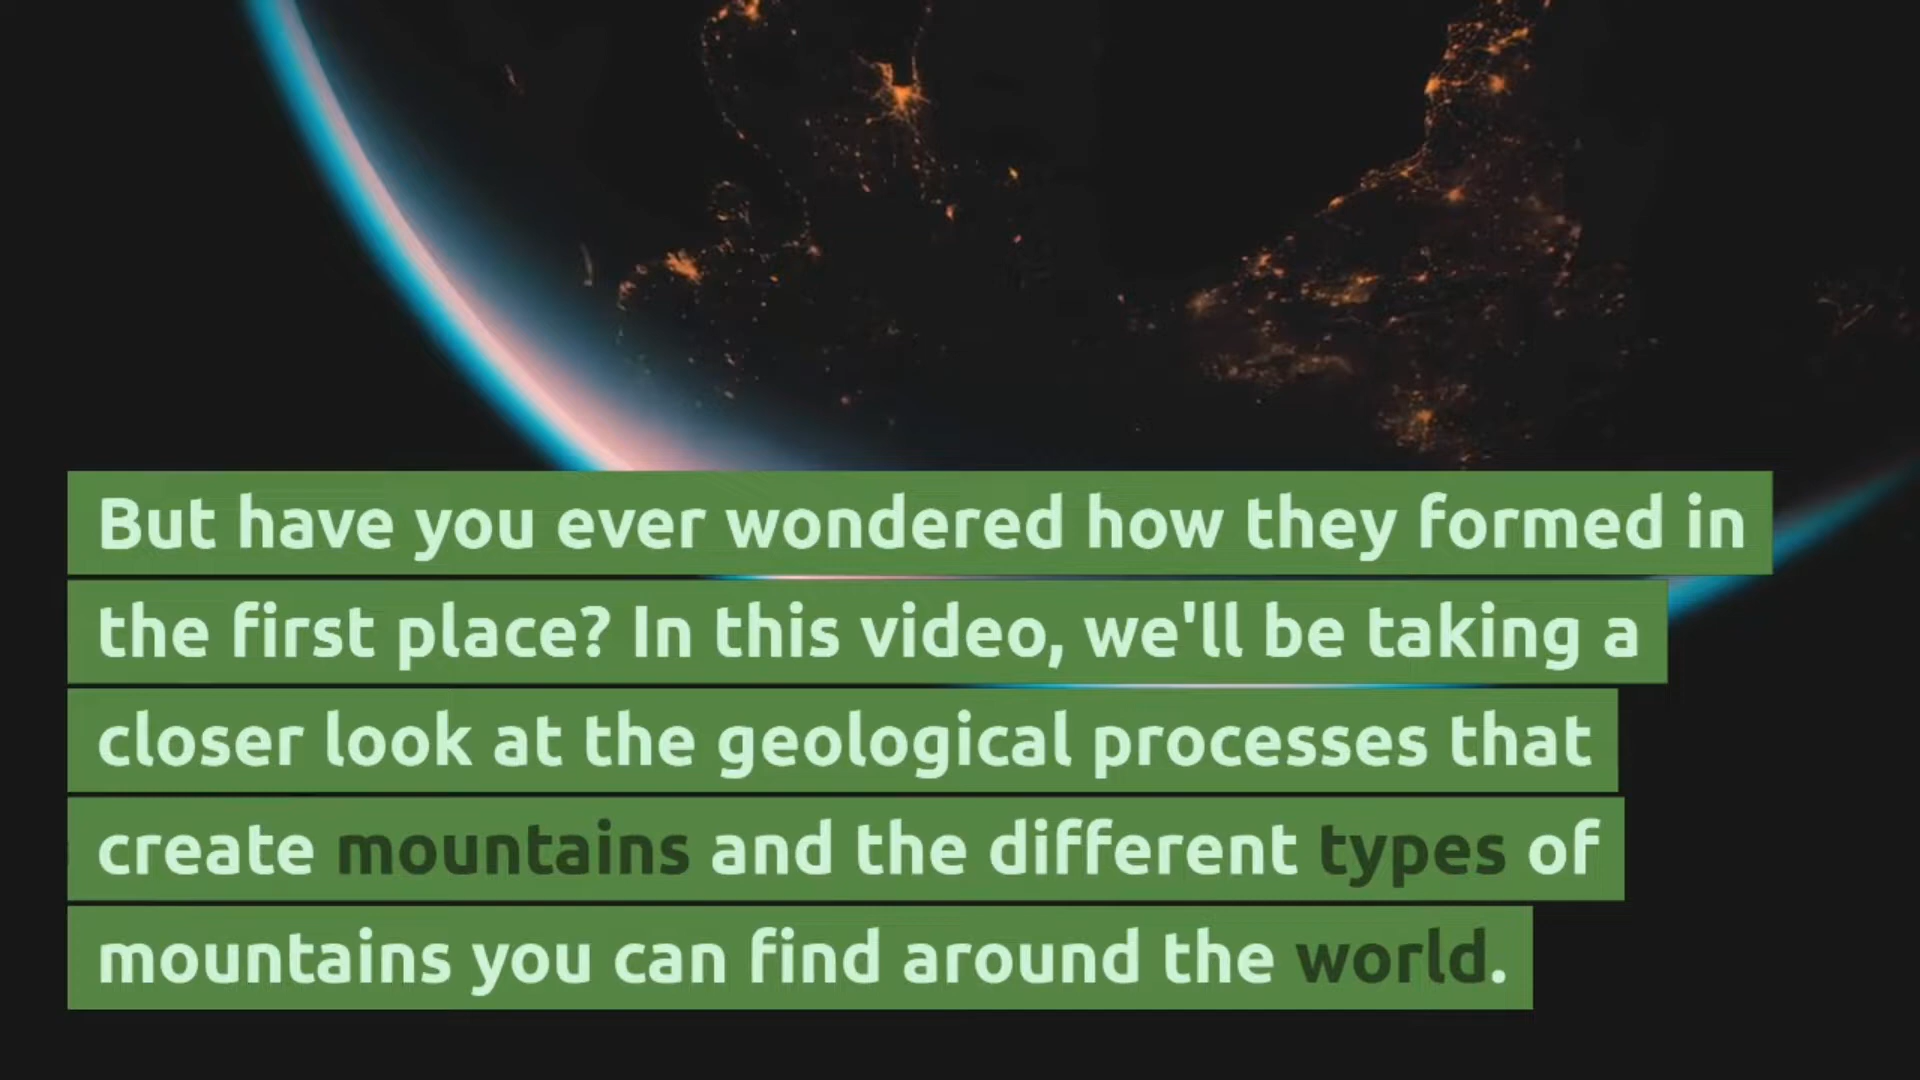 But have you ever wondered how they formed in
the first place? In this video, we'll be taking a
closer look at the geological processes that
create mountains and the different types of
mountains you can find around the world.